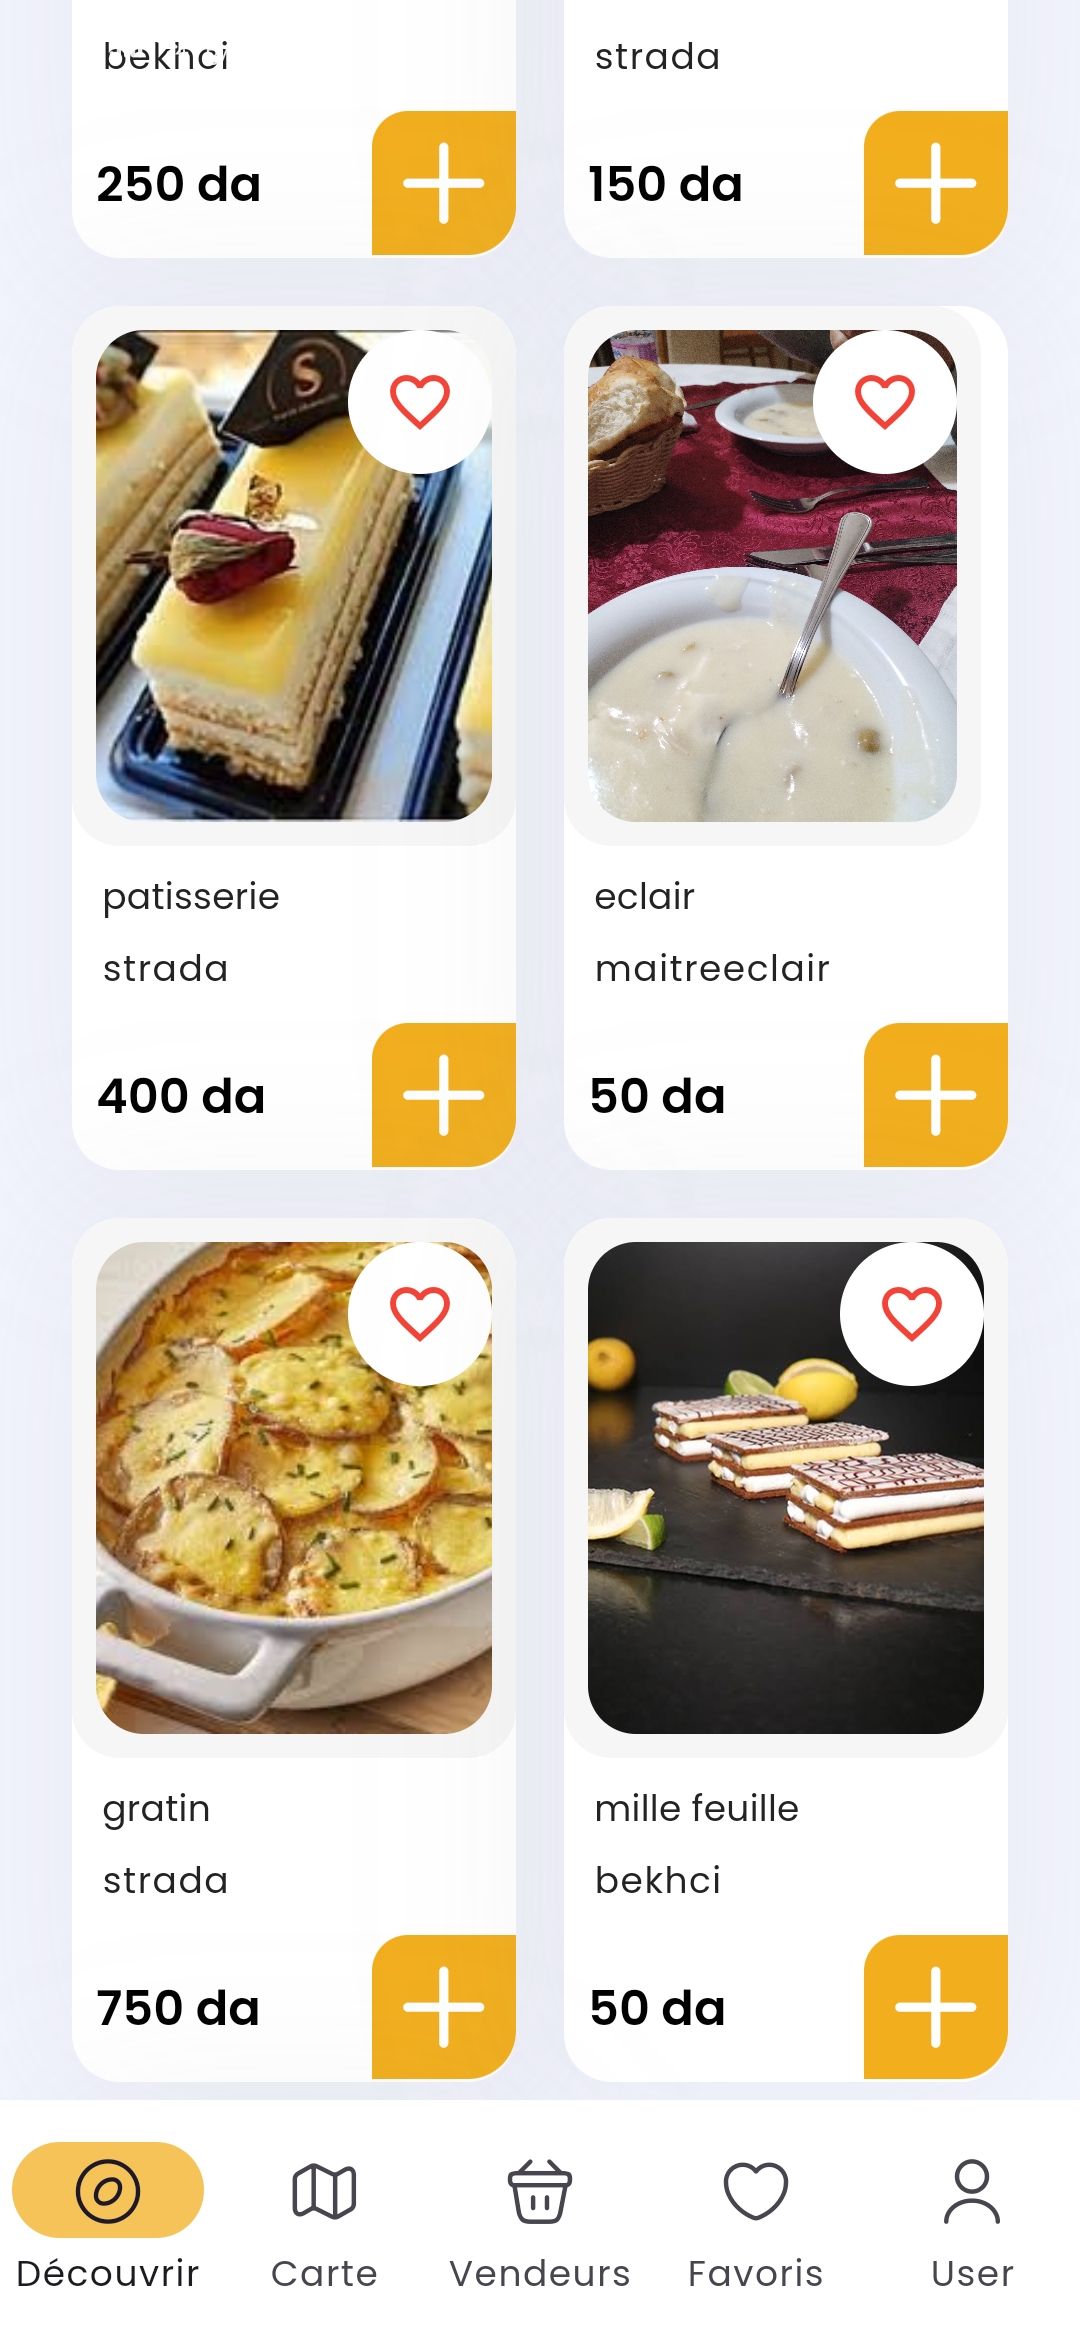 bekhci
strada
250 da
150 da
S
patisserie
eclair
strada
maitreeclair
400 da
50 da
gratin
mille feuille
strada
bekhci
750 da
50 da
Découvrir
Carte
Vendeurs
Favoris
User